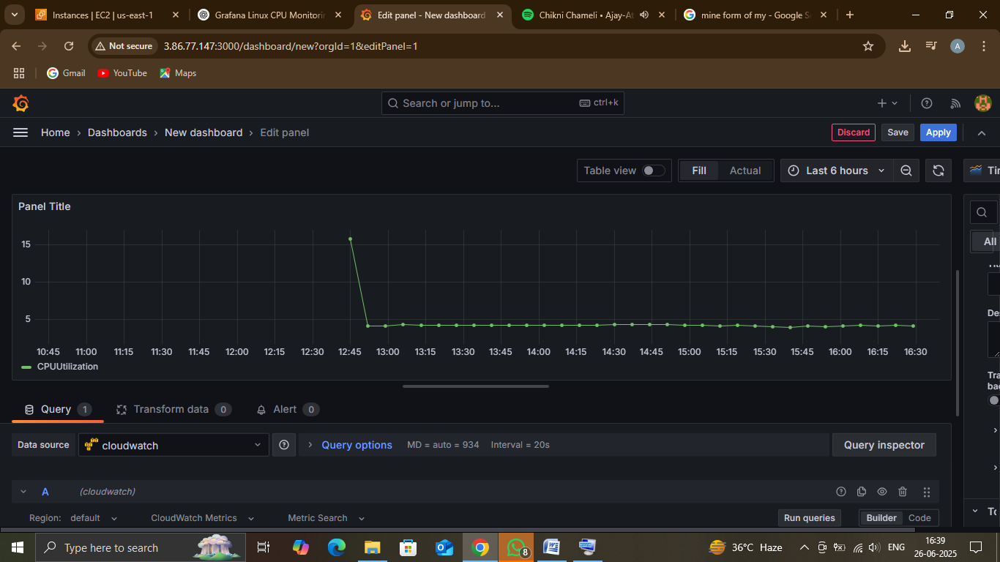 Instances | EC2 | us-east-1
Grafana Linux CPU Monitorin
Edit panel - New dashboard
Chikni Chameli • Ajay-At
mine form of my - Google S
Not secure
3.86.77.147:3000/dashboard/new?orgId=1&editPanel=1
A
Gmail
YouTube
Maps
Search or jump to...
ctrl+k
Home › Dashboards › New dashboard › Edit panel
Discard
Save
Apply
Table view
Fill
Actual
Last 6 hours
Tin
Panel Title
All
15
10
5
10:45 11:00 11:15 11:30 11:45 12:00 12:15 12:30 12:45 13:00 13:15 13:30 13:45 14:00 14:15 14:30 14:45 15:00 15:15 15:30 15:45 16:00 16:15 16:30
CPUUtilization
Des
Tra
bac
Query 1
Transform data 0
Alert 0
Data source
cloudwatch
Query options
MD = auto = 934
Interval = 20s
Query inspector
A
(cloudwatch)
Region: default
CloudWatch Metrics
Metric Search
Run queries
Builder
Code
To
Type here to search
8
36°C Haze
ENG
16:39
26-06-2025